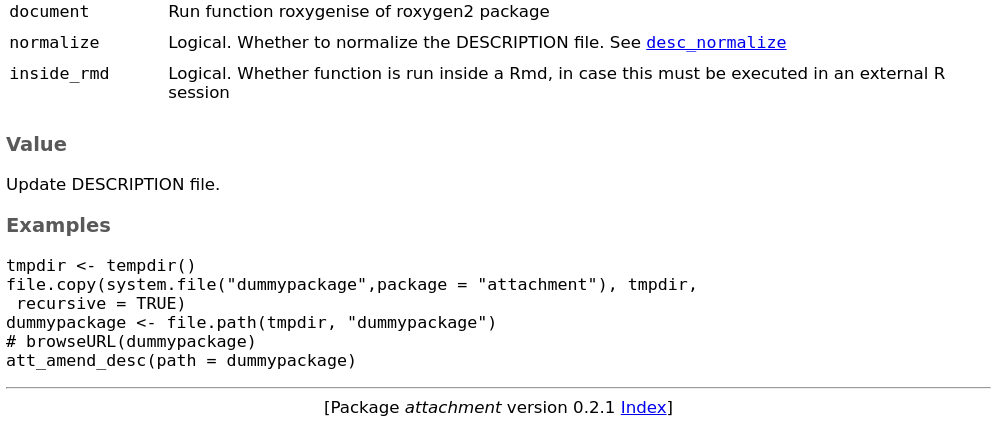 document Run function roxygenise of roxygen2 package
normalize Logical. Whether to normalize the DESCRIPTION file. See desc_normalize
inside_rmd Logical. Whether function is run inside a Rmd, in case this must be executed in an external R
session
Value
Update DESCRIPTION file.
Examples
tmpdir <- tempdir()
file.copy(system.file("dummypackage",package = "attachment"), tmpdir,
 recursive = TRUE)
dummypackage <- file.path(tmpdir, "dummypackage")
# browseURL(dummypackage)
att_amend_desc(path = dummypackage)
[Package attachment version 0.2.1 Index]